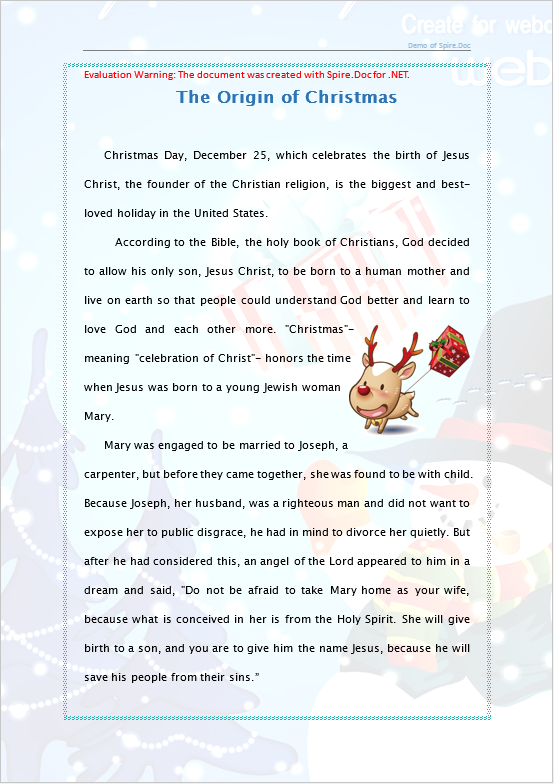 Create for webd
Demo of Spire.Doc
web
Evaluation Warning: The document was created with Spire.Doc for .NET.
The Origin of Christmas
Christmas Day, December 25, which celebrates the birth of Jesus
Christ, the founder of the Christian religion, is the biggest and best-
loved holiday in the United States.
According to the Bible, the holy book of Christians, God decided
to allow his only son, Jesus Christ, to be born to a human mother and
live on earth so that people could understand God better and learn to
love God and each other more. "Christmas"-
meaning "celebration of Christ"- honors the time
when Jesus was born to a young Jewish woman
Mary.
Mary was engaged to be married to Joseph, a
carpenter, but before they came together, she was found to be with child.
Because Joseph, her husband, was a righteous man and did not want to
expose her to public disgrace, he had in mind to divorce her quietly. But
after he had considered this, an angel of the Lord appeared to him in a
dream and said, "Do not be afraid to take Mary home as your wife,
because what is conceived in her is from the Holy Spirit. She will give
birth to a son, and you are to give him the name Jesus, because he will
save his people from their sins.”